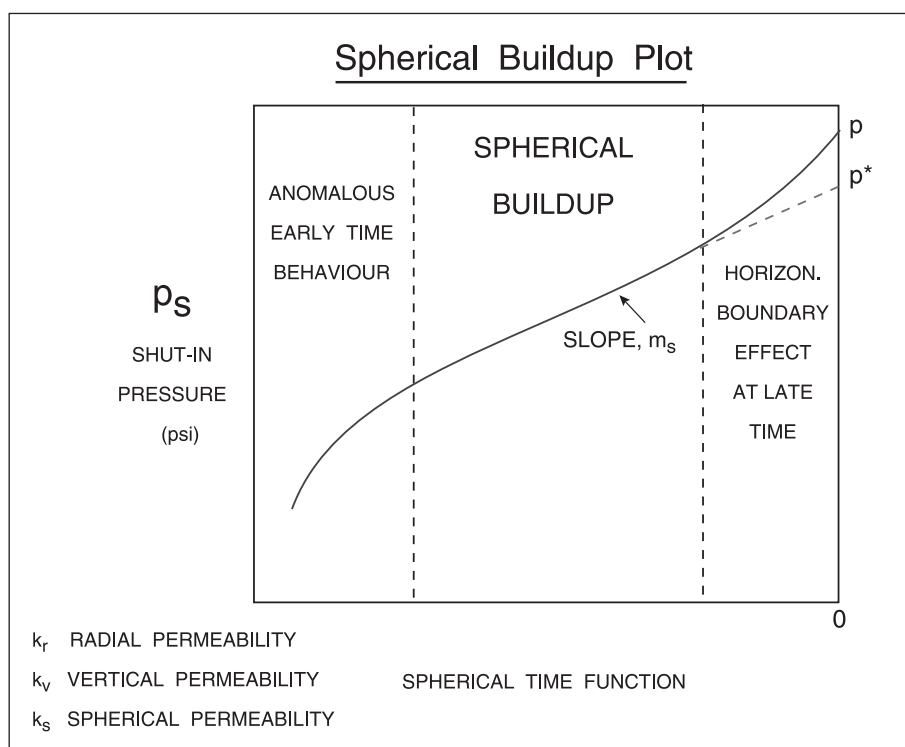 Spherical Buildup Plot
SPHERICAL
BUILDUP
ANOMALOUS
EARLY TIME
BEHAVIOUR
p
p*
HORIZON.
BOUNDARY
EFFECT
AT LATE
TIME
SLOPE, ms
ps
SHUT-IN
PRESSURE
(psi)
0
kr RADIAL PERMEABILITY
kv VERTICAL PERMEABILITY
ks SPHERICAL PERMEABILITY
SPHERICAL TIME FUNCTION